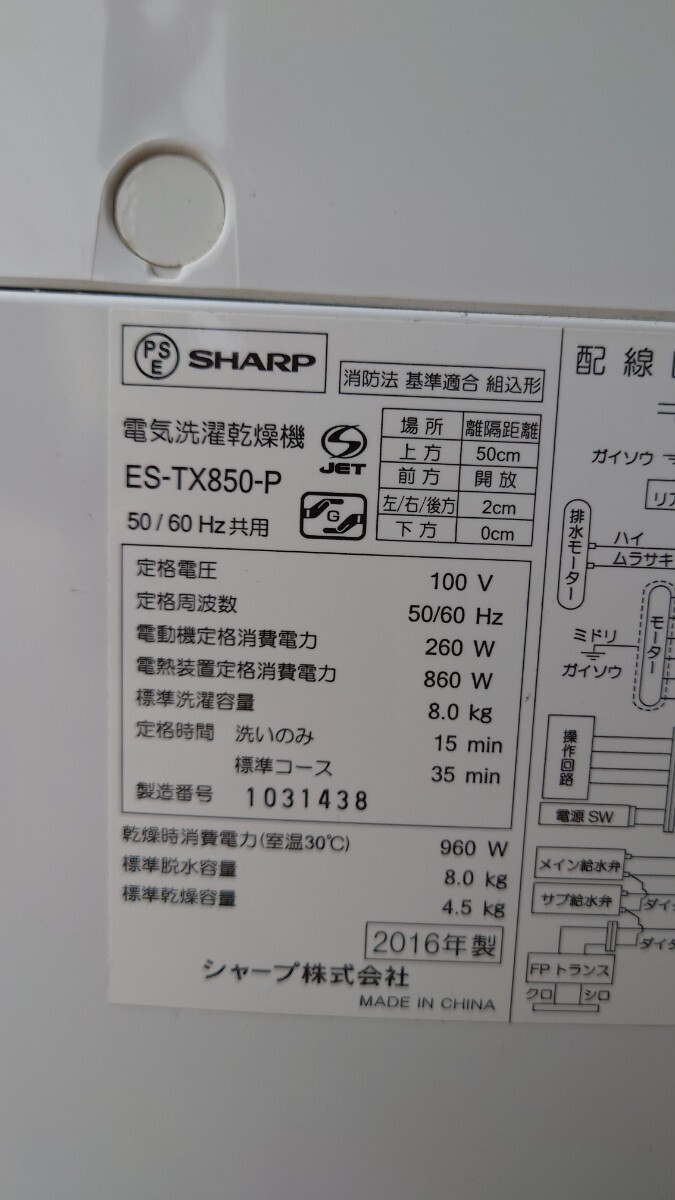 PS
E
SHARP
消防法 基準適合 組込形
電気洗濯乾燥機
JET
ES-TX850-P
G
50/60 Hz共用
場所 離隔距離
上方 50cm
前方 開放
左/右/後方 2cm
下方 0cm
定格電圧 100 V
定格周波数 50/60 Hz
電動機定格消費電力 260 W
電熱装置定格消費電力 860 W
標準洗濯容量 8.0 kg
定格時間 洗いのみ 15 min
標準コース 35 min
製造番号 1031438
乾燥時消費電力(室温30℃) 960 W
標準脱水容量 8.0 kg
標準乾燥容量 4.5 kg
2016年製
シャープ株式会社
MADE IN CHINA
配線
ガイソウ
排水モーター
ハイ
ムラサキ
モーター
ミドリ
ガイソウ
操作回路
電源SW
メイン給水弁
サブ給水弁
FPトランス
クロ シロ